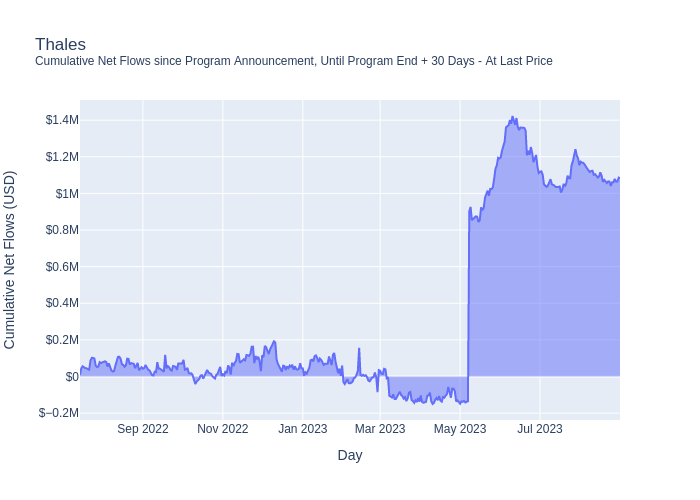 Thales
Cumulative Net Flows since Program Announcement, Until Program End + 30 Days - At Last Price
Cumulative Net Flows (USD)
$1.4M
$1.2M
$1M
$0.8M
$0.6M
$0.4M
$0.2M
$0
$−0.2M
Sep 2022
Nov 2022
Jan 2023
Mar 2023
May 2023
Jul 2023
Day